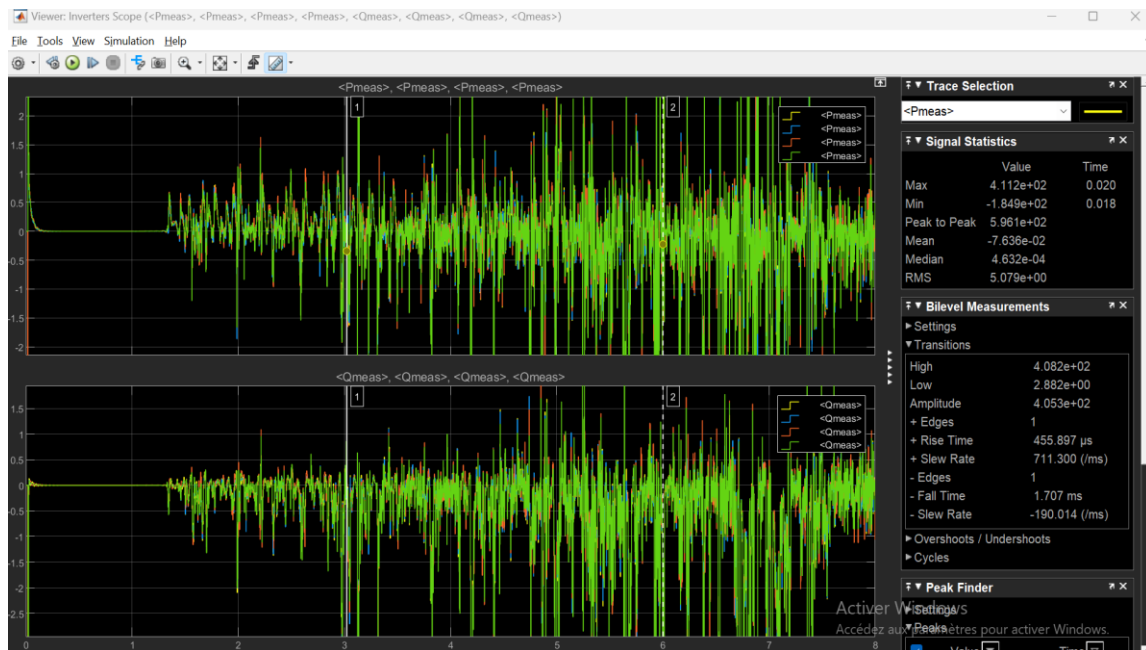 Viewer: Inverters Scope (<Pmeas>, <Pmeas>, <Pmeas>, <Pmeas>, <Qmeas>, <Qmeas>, <Qmeas>, <Qmeas>)
File Tools View Simulation Help
<Pmeas>, <Pmeas>, <Pmeas>, <Pmeas>
1
2
<Pmeas>
<Pmeas>
<Pmeas>
<Pmeas>
2
1.5
1
0.5
0
-0.5
-1
-1.5
-2
<Qmeas>, <Qmeas>, <Qmeas>, <Qmeas>
1
2
<Qmeas>
<Qmeas>
<Qmeas>
<Qmeas>
1.5
1
0.5
0
-0.5
-1
-1.5
-2
-2.5
0 1 2 3 4 5 6 7 8
Trace Selection
<Pmeas>
Signal Statistics
Value Time
Max 4.112e+02 0.020
Min -1.849e+02 0.018
Peak to Peak 5.961e+02
Mean -7.636e-02
Median 4.632e-04
RMS 5.079e+00
Bilevel Measurements
Settings
Transitions
High 4.082e+02
Low 2.882e+00
Amplitude 4.053e+02
+ Edges 1
+ Rise Time 455.897 µs
+ Slew Rate 711.300 (/ms)
- Edges 1
- Fall Time 1.707 ms
- Slew Rate -190.014 (/ms)
Overshoots / Undershoots
Cycles
Peak Finder
Settings
Peaks
Value Time
Activer Windows
Accédez aux paramètres pour activer Windows.